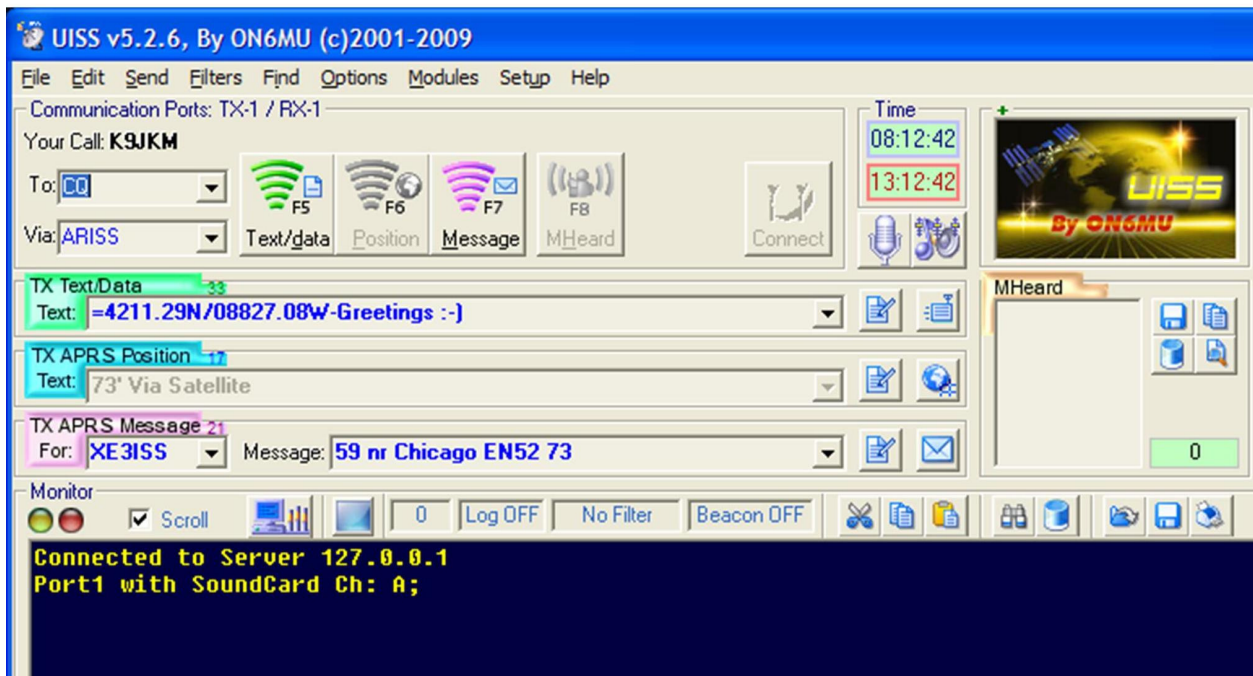 UISS v5.2.6, By ON6MU (c)2001-2009
File Edit Send Filters Find Options Modules Setup Help
Communication Ports: TX-1 / RX-1
Your Call: K9JKM
To: CQ
Via: ARISS
F5
Text/data
F6
Position
F7
Message
F8
MHeard
Connect
Time
08:12:42
13:12:42
+
UISS
By ON6MU
TX Text/Data 33
Text: =4211.29N/08827.08W-Greetings :-)
TX APRS Position 17
Text: 73' Via Satellite
TX APRS Message 21
For: XE3ISS Message: 59 nr Chicago EN52 73
MHeard
0
Monitor
Scroll 0 Log OFF No Filter Beacon OFF
Connected to Server 127.0.0.1
Port1 with SoundCard Ch: A;